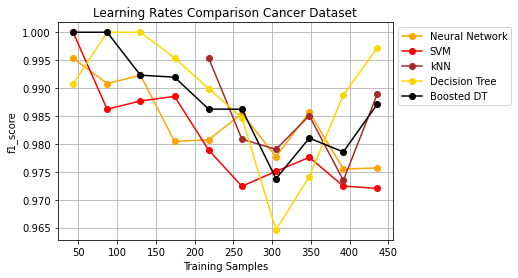 Learning Rates Comparison Cancer Dataset
1.000
0.995
0.990
0.985
0.980
0.975
0.970
0.965
f1_score
50
100
150
200
250
300
350
400
450
Training Samples
Neural Network
SVM
kNN
Decision Tree
Boosted DT